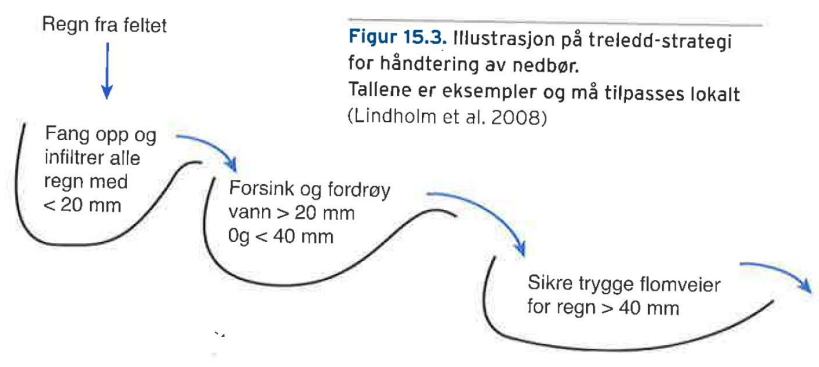 Regn fra feltet
Figur 15.3. Illustrasjon på treledd-strategi
for håndtering av nedbør.
Tallene er eksempler og må tilpasses lokalt
(Lindholm et al. 2008)
Fang opp og
infiltrer alle
regn med
< 20 mm
Forsink og fordrøy
vann > 20 mm
0g < 40 mm
Sikre trygge flomveier
for regn > 40 mm